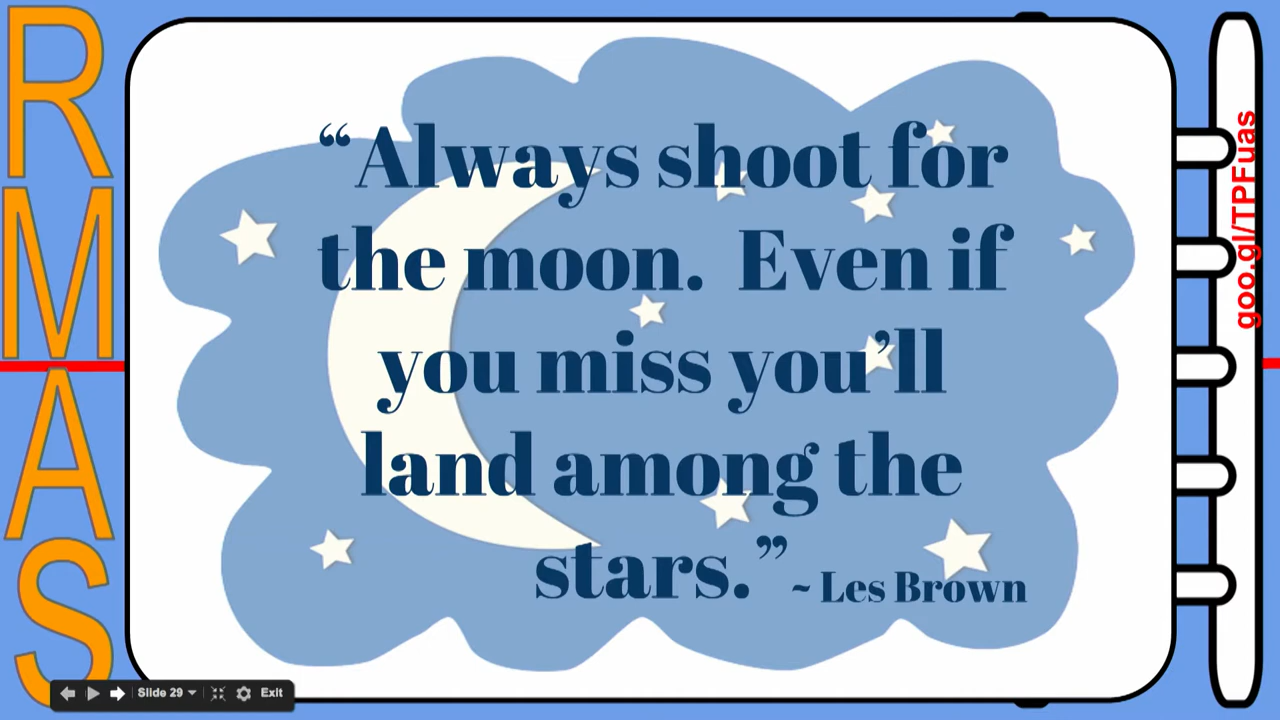 RMAS
“Always shoot for
the moon.  Even if
you miss you’ll
land among the
stars.” ~ Les Brown
goo.gl/TPFuas
Slide 29
Exit